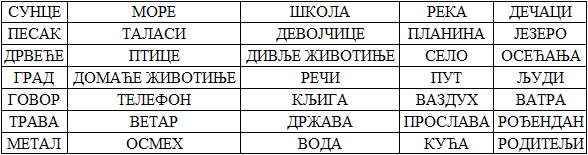 СУНЦЕ МОРЕ ШКОЛА РЕКА ДЕЧАЦИ
ПЕСАК ТАЛАСИ ДЕВОЈЧИЦЕ ПЛАНИНА ЈЕЗЕРО
ДРВЕЋЕ ПТИЦЕ ДИВЉЕ ЖИВОТИЊЕ СЕЛО ОСЕЋАЊА
ГРАД ДОМАЋЕ ЖИВОТИЊЕ РЕЧИ ПУТ ЉУДИ
ГОВОР ТЕЛЕФОН КЉИГА ВАЗДУХ ВАТРА
ТРАВА ВЕТАР ДРЖАВА ПРОСЛАВА РОЂЕНДАН
МЕТАЛ ОСМЕХ ВОДА КУЋА РОДИТЕЉИ